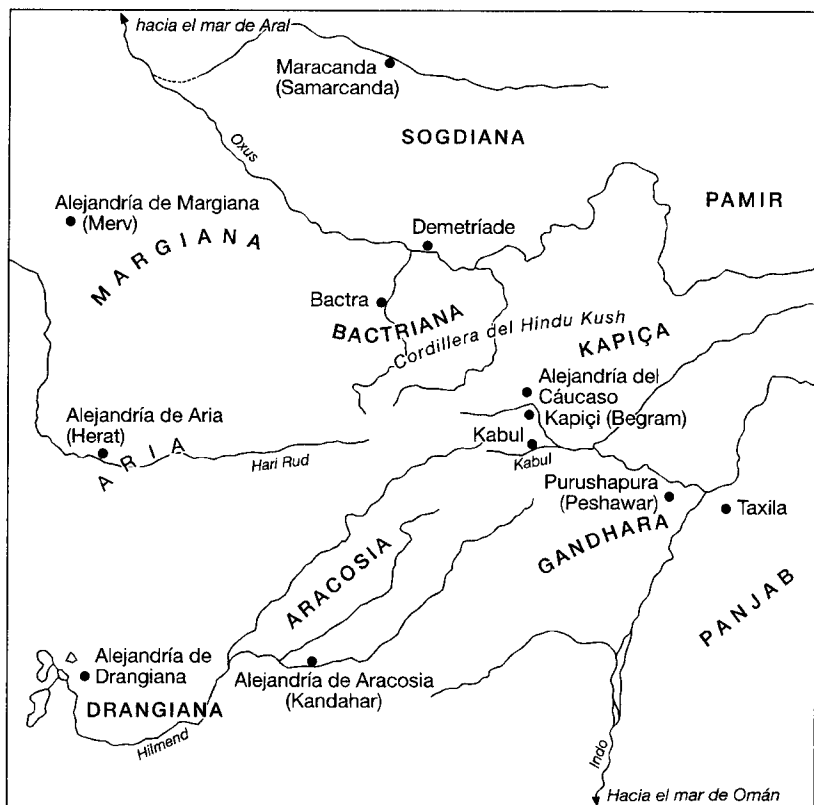 hacia el mar de Aral
Maracanda
(Samarcanda)
SOGDIANA
Oxus
PAMIR
Alejandría de Margiana
(Merv)
MARGIANA
Demetríade
Bactra
BACTRIANA
Cordillera del Hindu Kush
KAPIÇA
Alejandría del
Cáucaso
Kapiçi (Begram)
Alejandría de Aria
(Herat)
ARIA
Hari Rud
Kabul
Kabul
Purushapura
(Peshawar)
Taxila
GANDHARA
ARACOSIA
PANJAB
Alejandría de
Drangiana
DRANGIANA
Hilmend
Alejandría de Aracosia
(Kandahar)
Indo
Hacia el mar de Omán